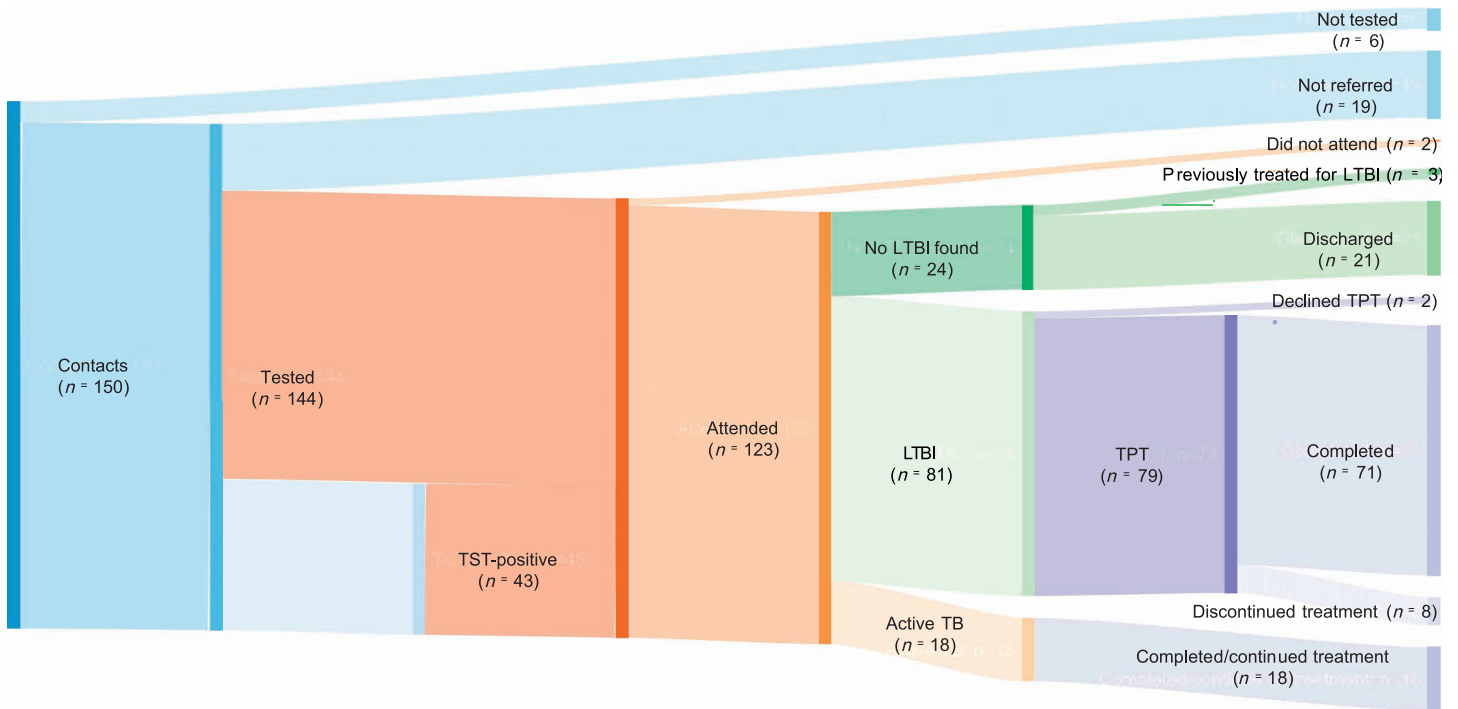 Not tested
(n = 6)
Not referred
(n = 19)
Did not attend (n = 2)
Previously treated for LTBI (n = 3)
No LTBI found
(n = 24)
Discharged
(n = 21)
Declined TPT (n = 2)
Contacts
(n = 150)
Tested
(n = 144)
Attended
(n = 123)
LTBI
(n = 81)
TPT
(n = 79)
Completed
(n = 71)
TST-positive
(n = 43)
Discontinued treatment (n = 8)
Active TB
(n = 18)
Completed/continued treatment
(n = 18)